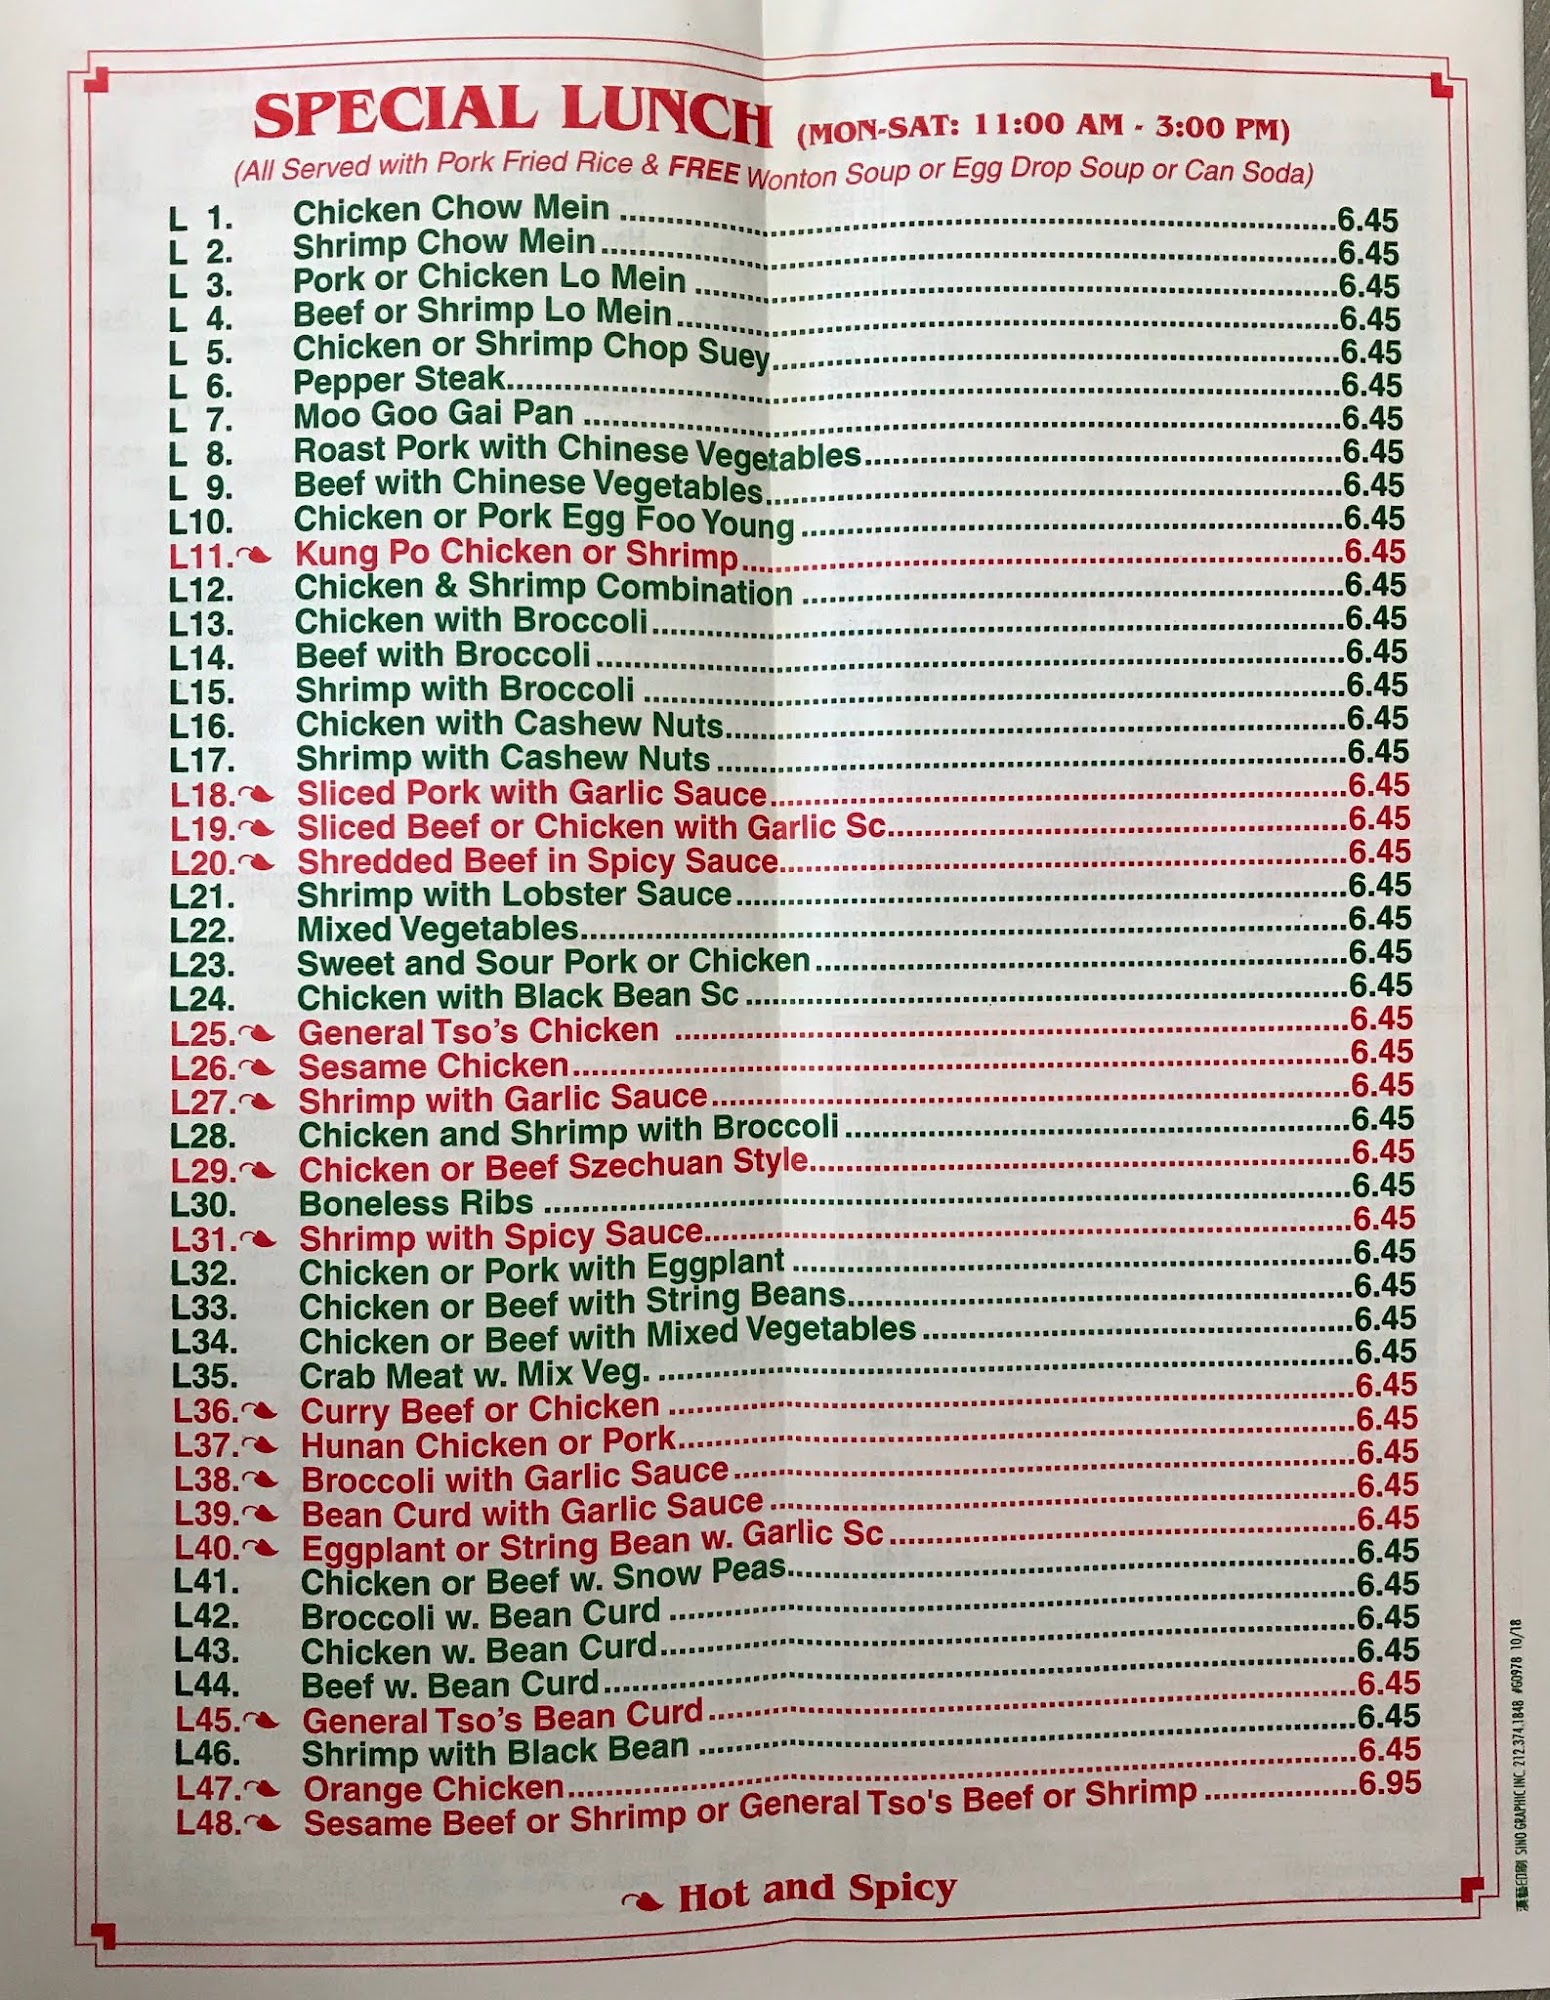 SPECIAL LUNCH (MON-SAT: 11:00 AM - 3:00 PM)
(All Served with Pork Fried Rice & FREE Wonton Soup or Egg Drop Soup or Can Soda)
L 1. Chicken Chow Mein 6.45
L 2. Shrimp Chow Mein 6.45
L 3. Pork or Chicken Lo Mein 6.45
L 4. Beef or Shrimp Lo Mein 6.45
L 5. Chicken or Shrimp Chop Suey 6.45
L 6. Pepper Steak 6.45
L 7. Moo Goo Gai Pan 6.45
L 8. Roast Pork with Chinese Vegetables 6.45
L 9. Beef with Chinese Vegetables 6.45
L10. Chicken or Pork Egg Foo Young 6.45
L11. Kung Po Chicken or Shrimp 6.45
L12. Chicken & Shrimp Combination 6.45
L13. Chicken with Broccoli 6.45
L14. Beef with Broccoli 6.45
L15. Shrimp with Broccoli 6.45
L16. Chicken with Cashew Nuts 6.45
L17. Shrimp with Cashew Nuts 6.45
L18. Sliced Pork with Garlic Sauce 6.45
L19. Sliced Beef or Chicken with Garlic Sc 6.45
L20. Shredded Beef in Spicy Sauce 6.45
L21. Shrimp with Lobster Sauce 6.45
L22. Mixed Vegetables 6.45
L23. Sweet and Sour Pork or Chicken 6.45
L24. Chicken with Black Bean Sc 6.45
L25. General Tso's Chicken 6.45
L26. Sesame Chicken 6.45
L27. Shrimp with Garlic Sauce 6.45
L28. Chicken and Shrimp with Broccoli 6.45
L29. Chicken or Beef Szechuan Style 6.45
L30. Boneless Ribs 6.45
L31. Shrimp with Spicy Sauce 6.45
L32. Chicken or Pork with Eggplant 6.45
L33. Chicken or Beef with String Beans 6.45
L34. Chicken or Beef with Mixed Vegetables 6.45
L35. Crab Meat w. Mix Veg. 6.45
L36. Curry Beef or Chicken 6.45
L37. Hunan Chicken or Pork 6.45
L38. Broccoli with Garlic Sauce 6.45
L39. Bean Curd with Garlic Sauce 6.45
L40. Eggplant or String Bean w. Garlic Sc 6.45
L41. Chicken or Beef w. Snow Peas 6.45
L42. Broccoli w. Bean Curd 6.45
L43. Chicken w. Bean Curd 6.45
L44. Beef w. Bean Curd 6.45
L45. General Tso's Bean Curd 6.45
L46. Shrimp with Black Bean 6.45
L47. Orange Chicken 6.45
L48. Sesame Beef or Shrimp or General Tso's Beef or Shrimp 6.95
Hot and Spicy
印刷 SINO GRAPHIC INC. 212.374.1848 #G0978 10/18